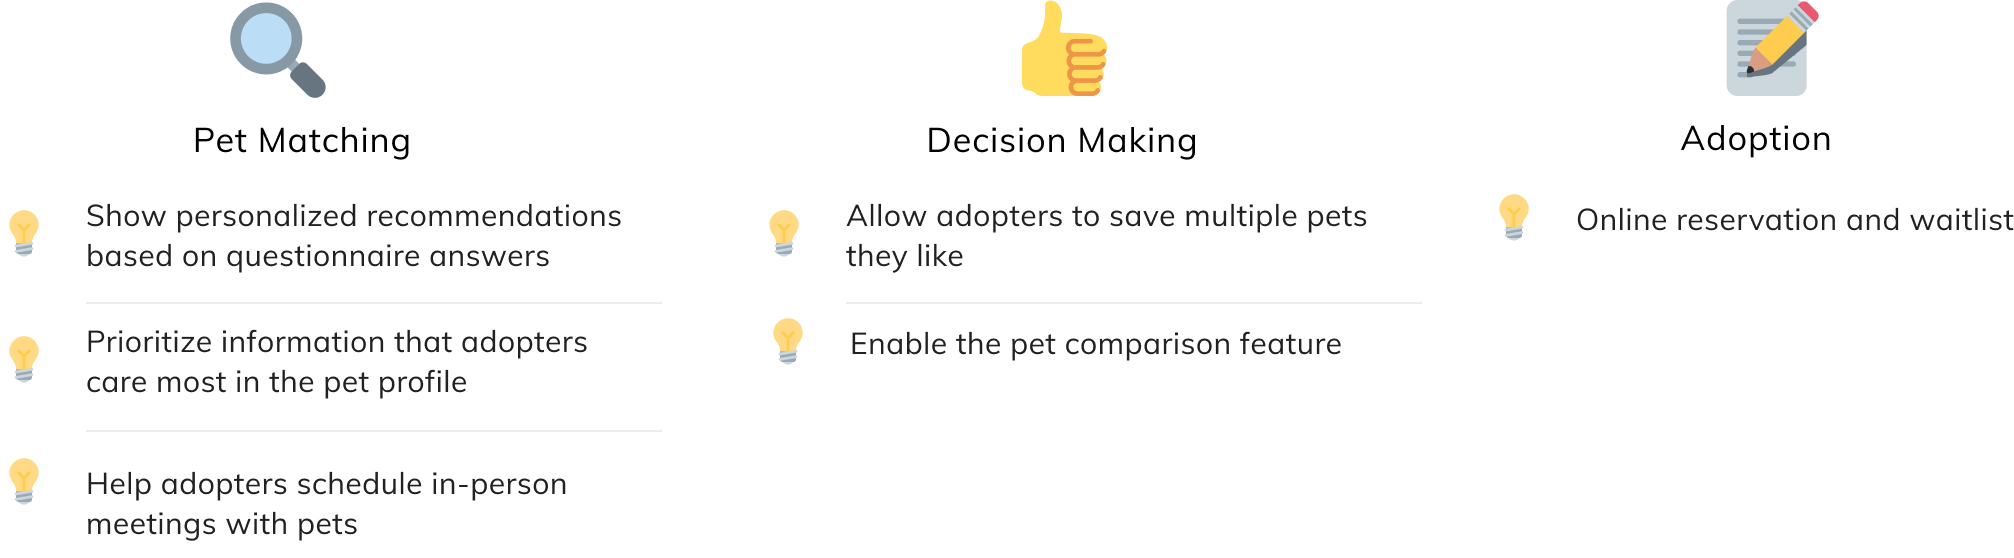 Pet Matching
Show personalized recommendations
based on questionnaire answers
Prioritize information that adopters
care most in the pet profile
Help adopters schedule in-person
meetings with pets
Decision Making
Allow adopters to save multiple pets
they like
Enable the pet comparison feature
Adoption
Online reservation and waitlist